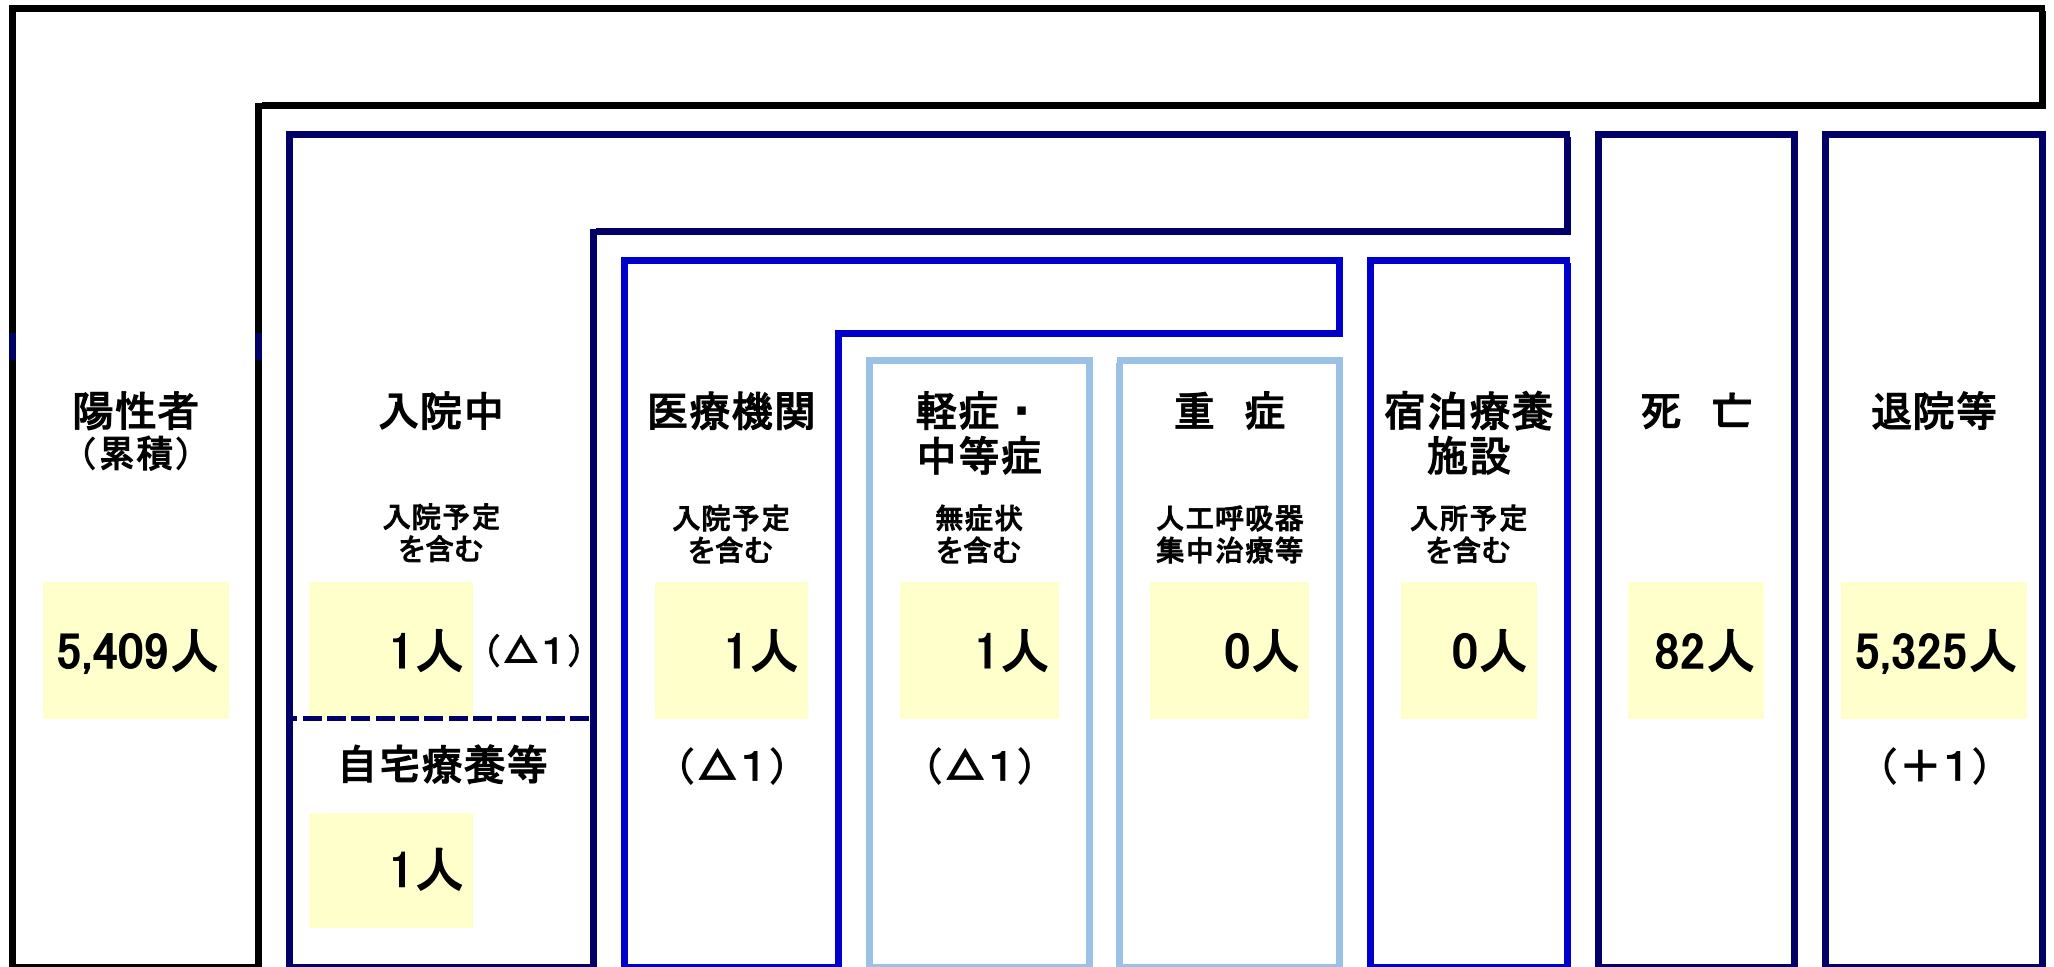 陽性者
（累積）
5,409人
入院中
入院予定
を含む
1人（△1）
自宅療養等
1人
医療機関
入院予定
を含む
1人
（△1）
軽症・
中等症
無症状
を含む
1人
（△1）
重　症
人工呼吸器
集中治療等
0人
宿泊療養
施設
入所予定
を含む
0人
死　亡
82人
退院等
5,325人
（＋1）